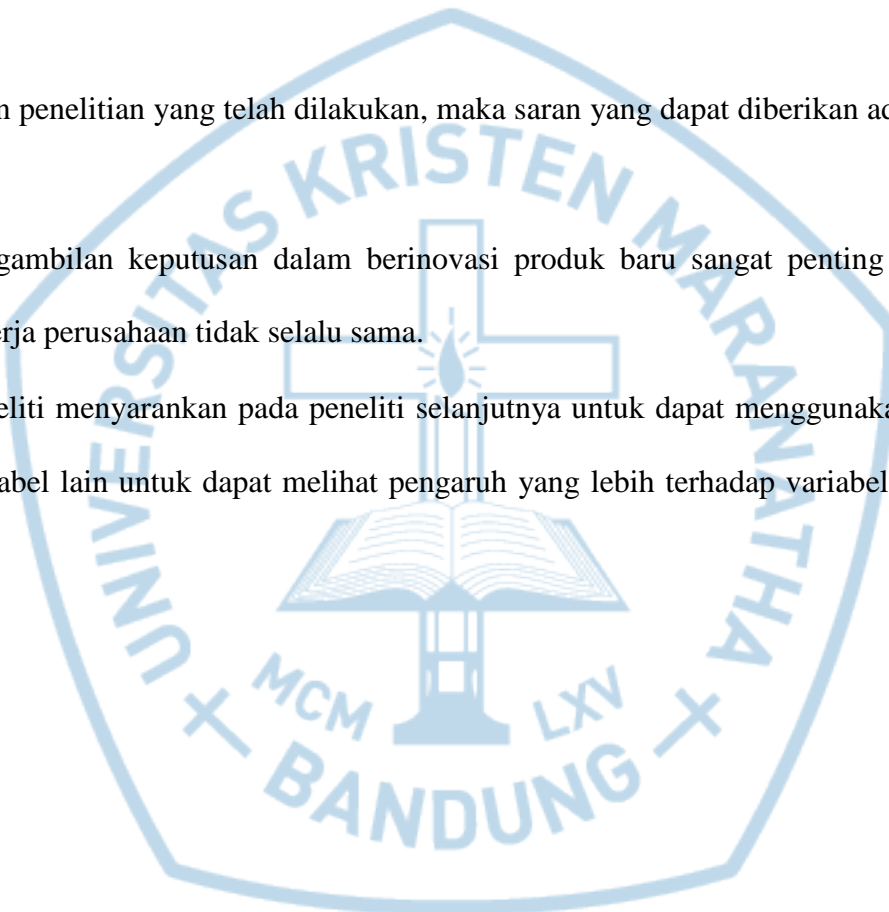 n penelitian yang telah dilakukan, maka saran yang dapat diberikan ad
gambilan keputusan dalam berinovasi produk baru sangat penting
erja perusahaan tidak selalu sama.
eliti menyarankan pada peneliti selanjutnya untuk dapat menggunaka
abel lain untuk dapat melihat pengaruh yang lebih terhadap variabel
UNIVERSITAS KRISTEN MARANATHA
MCM LXV
BANDUNG